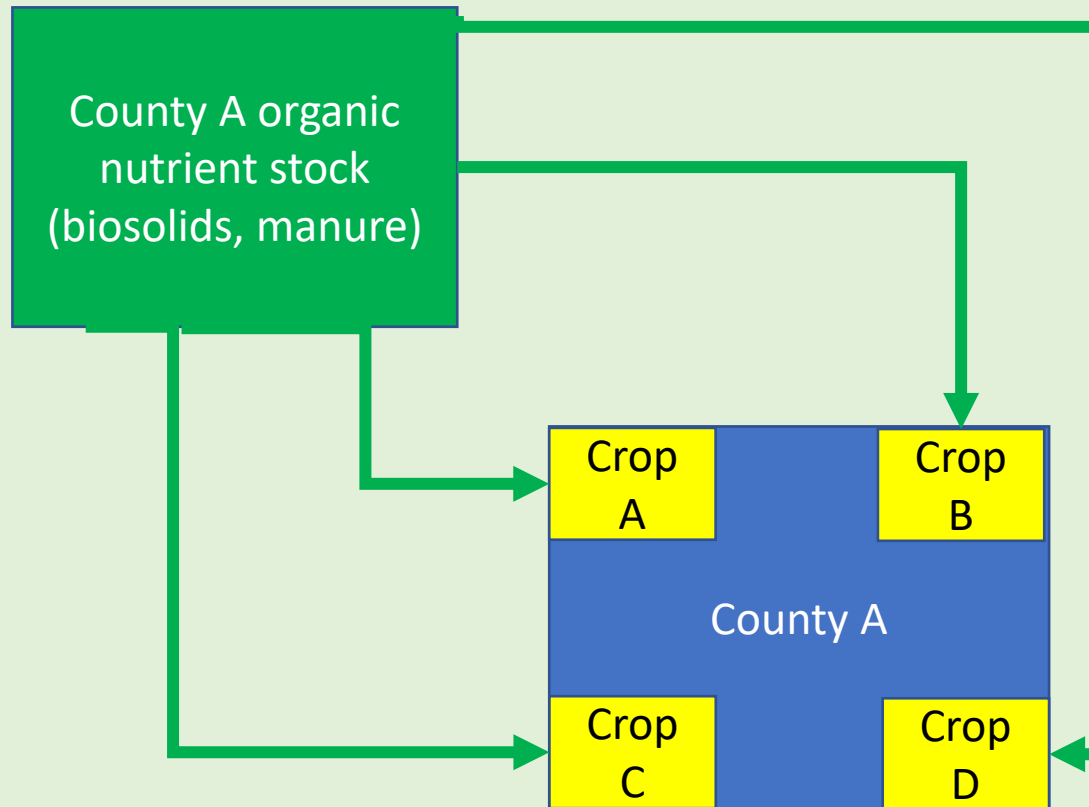 County A organic
nutrient stock
(biosolids, manure)
Crop
A
Crop
B
County A
Crop
C
Crop
D